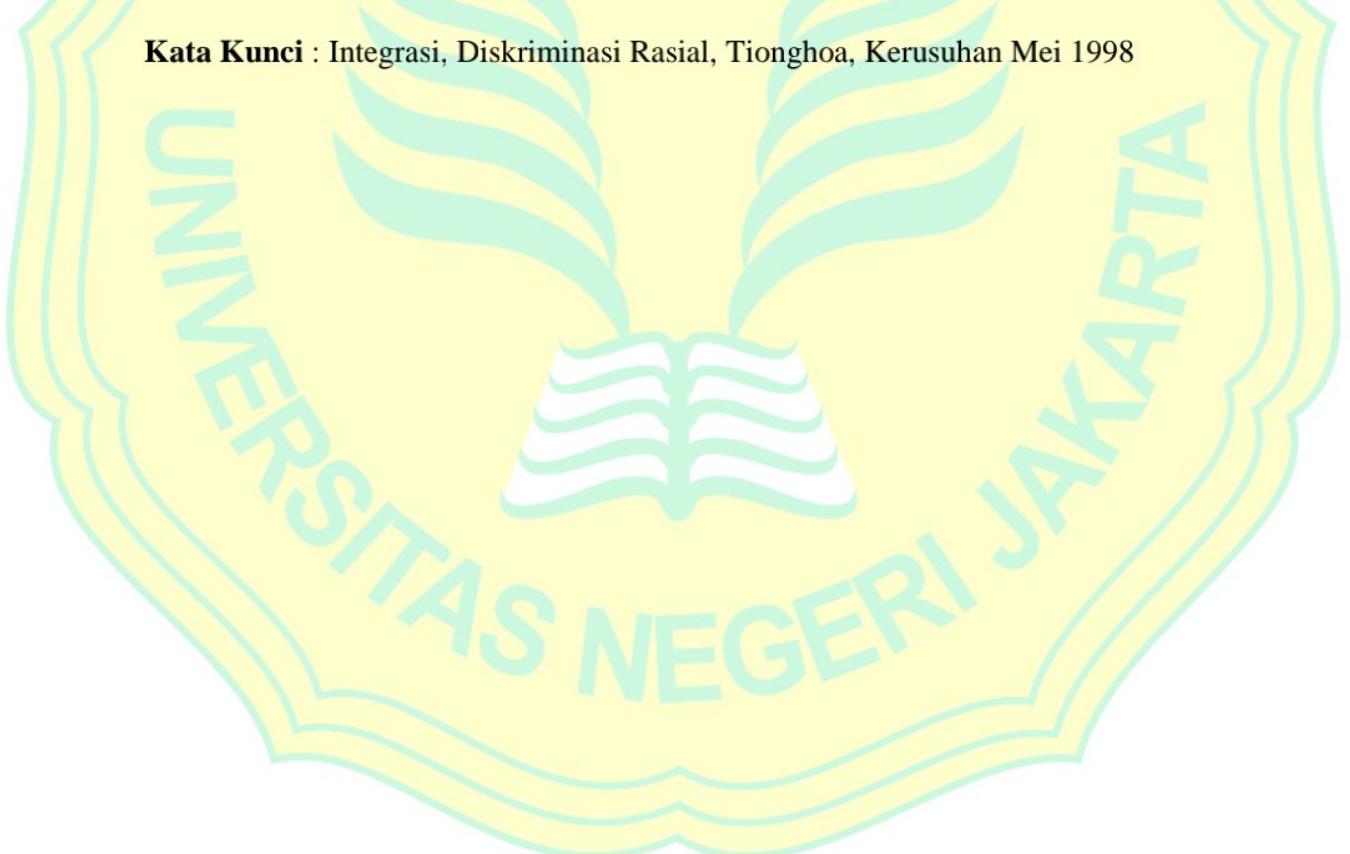 Kata Kunci : Integrasi, Diskriminasi Rasial, Tionghoa, Kerusuhan Mei 1998
UNIVERSITAS NEGERI JAKARTA